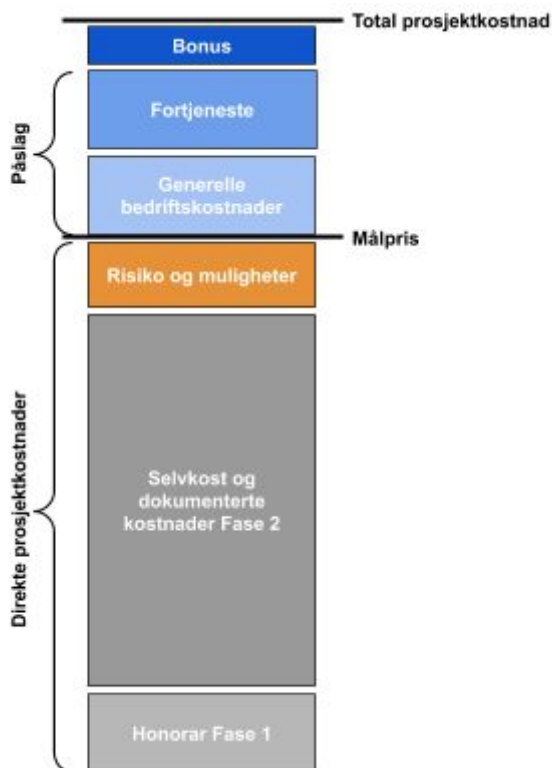 Total prosjektkostnad
Bonus
Påslag
Fortjeneste
Generelle
bedriftskostnader
Målpris
Direkte prosjektkostnader
Risiko og muligheter
Selvkost og
dokumenterte
kostnader Fase 2
Honorar Fase 1